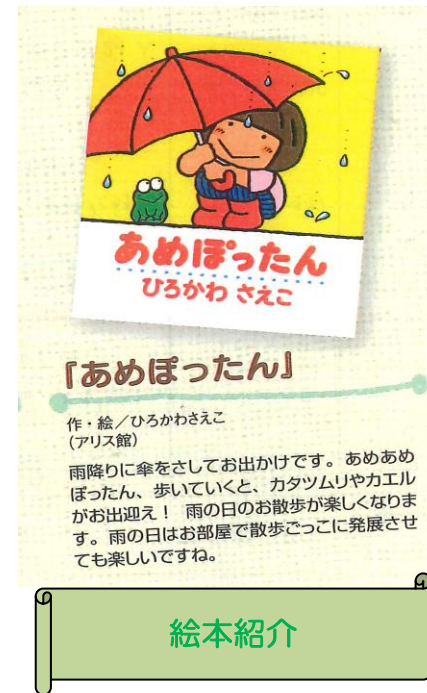 あめぽったん
ひろかわ さえこ
『あめぽったん』
作・絵／ひろかわさえこ
(アリス館)
雨降りに傘をさしてお出かけです。あめあめ
ぽったん、歩いていくと、カタツムリやカエル
がお出迎え！ 雨の日のお散歩が楽しくなりま
す。雨の日はお部屋で散歩ごっこに発展させ
ても楽しいですね。
絵本紹介